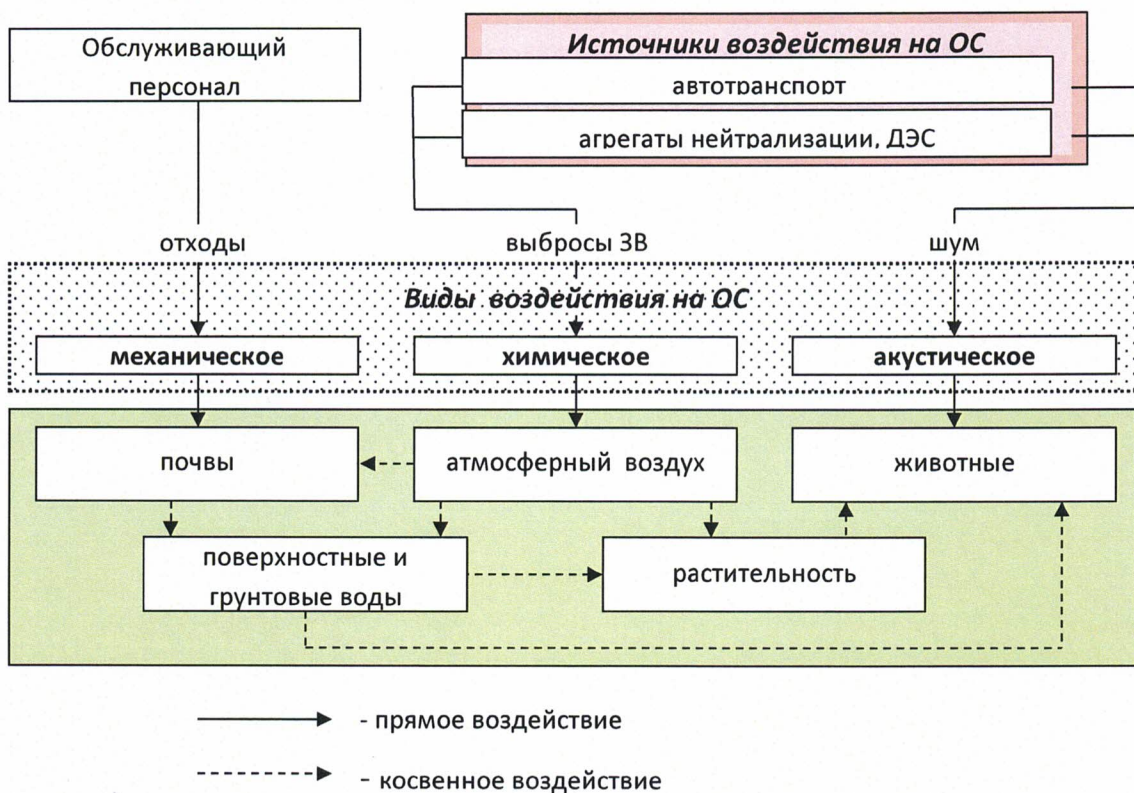 Обслуживающий
персонал
Источники воздействия на ОС
автотранспорт
агрегаты нейтрализации, ДЭС
отходы
выбросы ЗВ
шум
Виды воздействия на ОС
механическое
химическое
акустическое
почвы
атмосферный воздух
животные
поверхностные и
грунтовые воды
растительность
- прямое воздействие
- косвенное воздействие